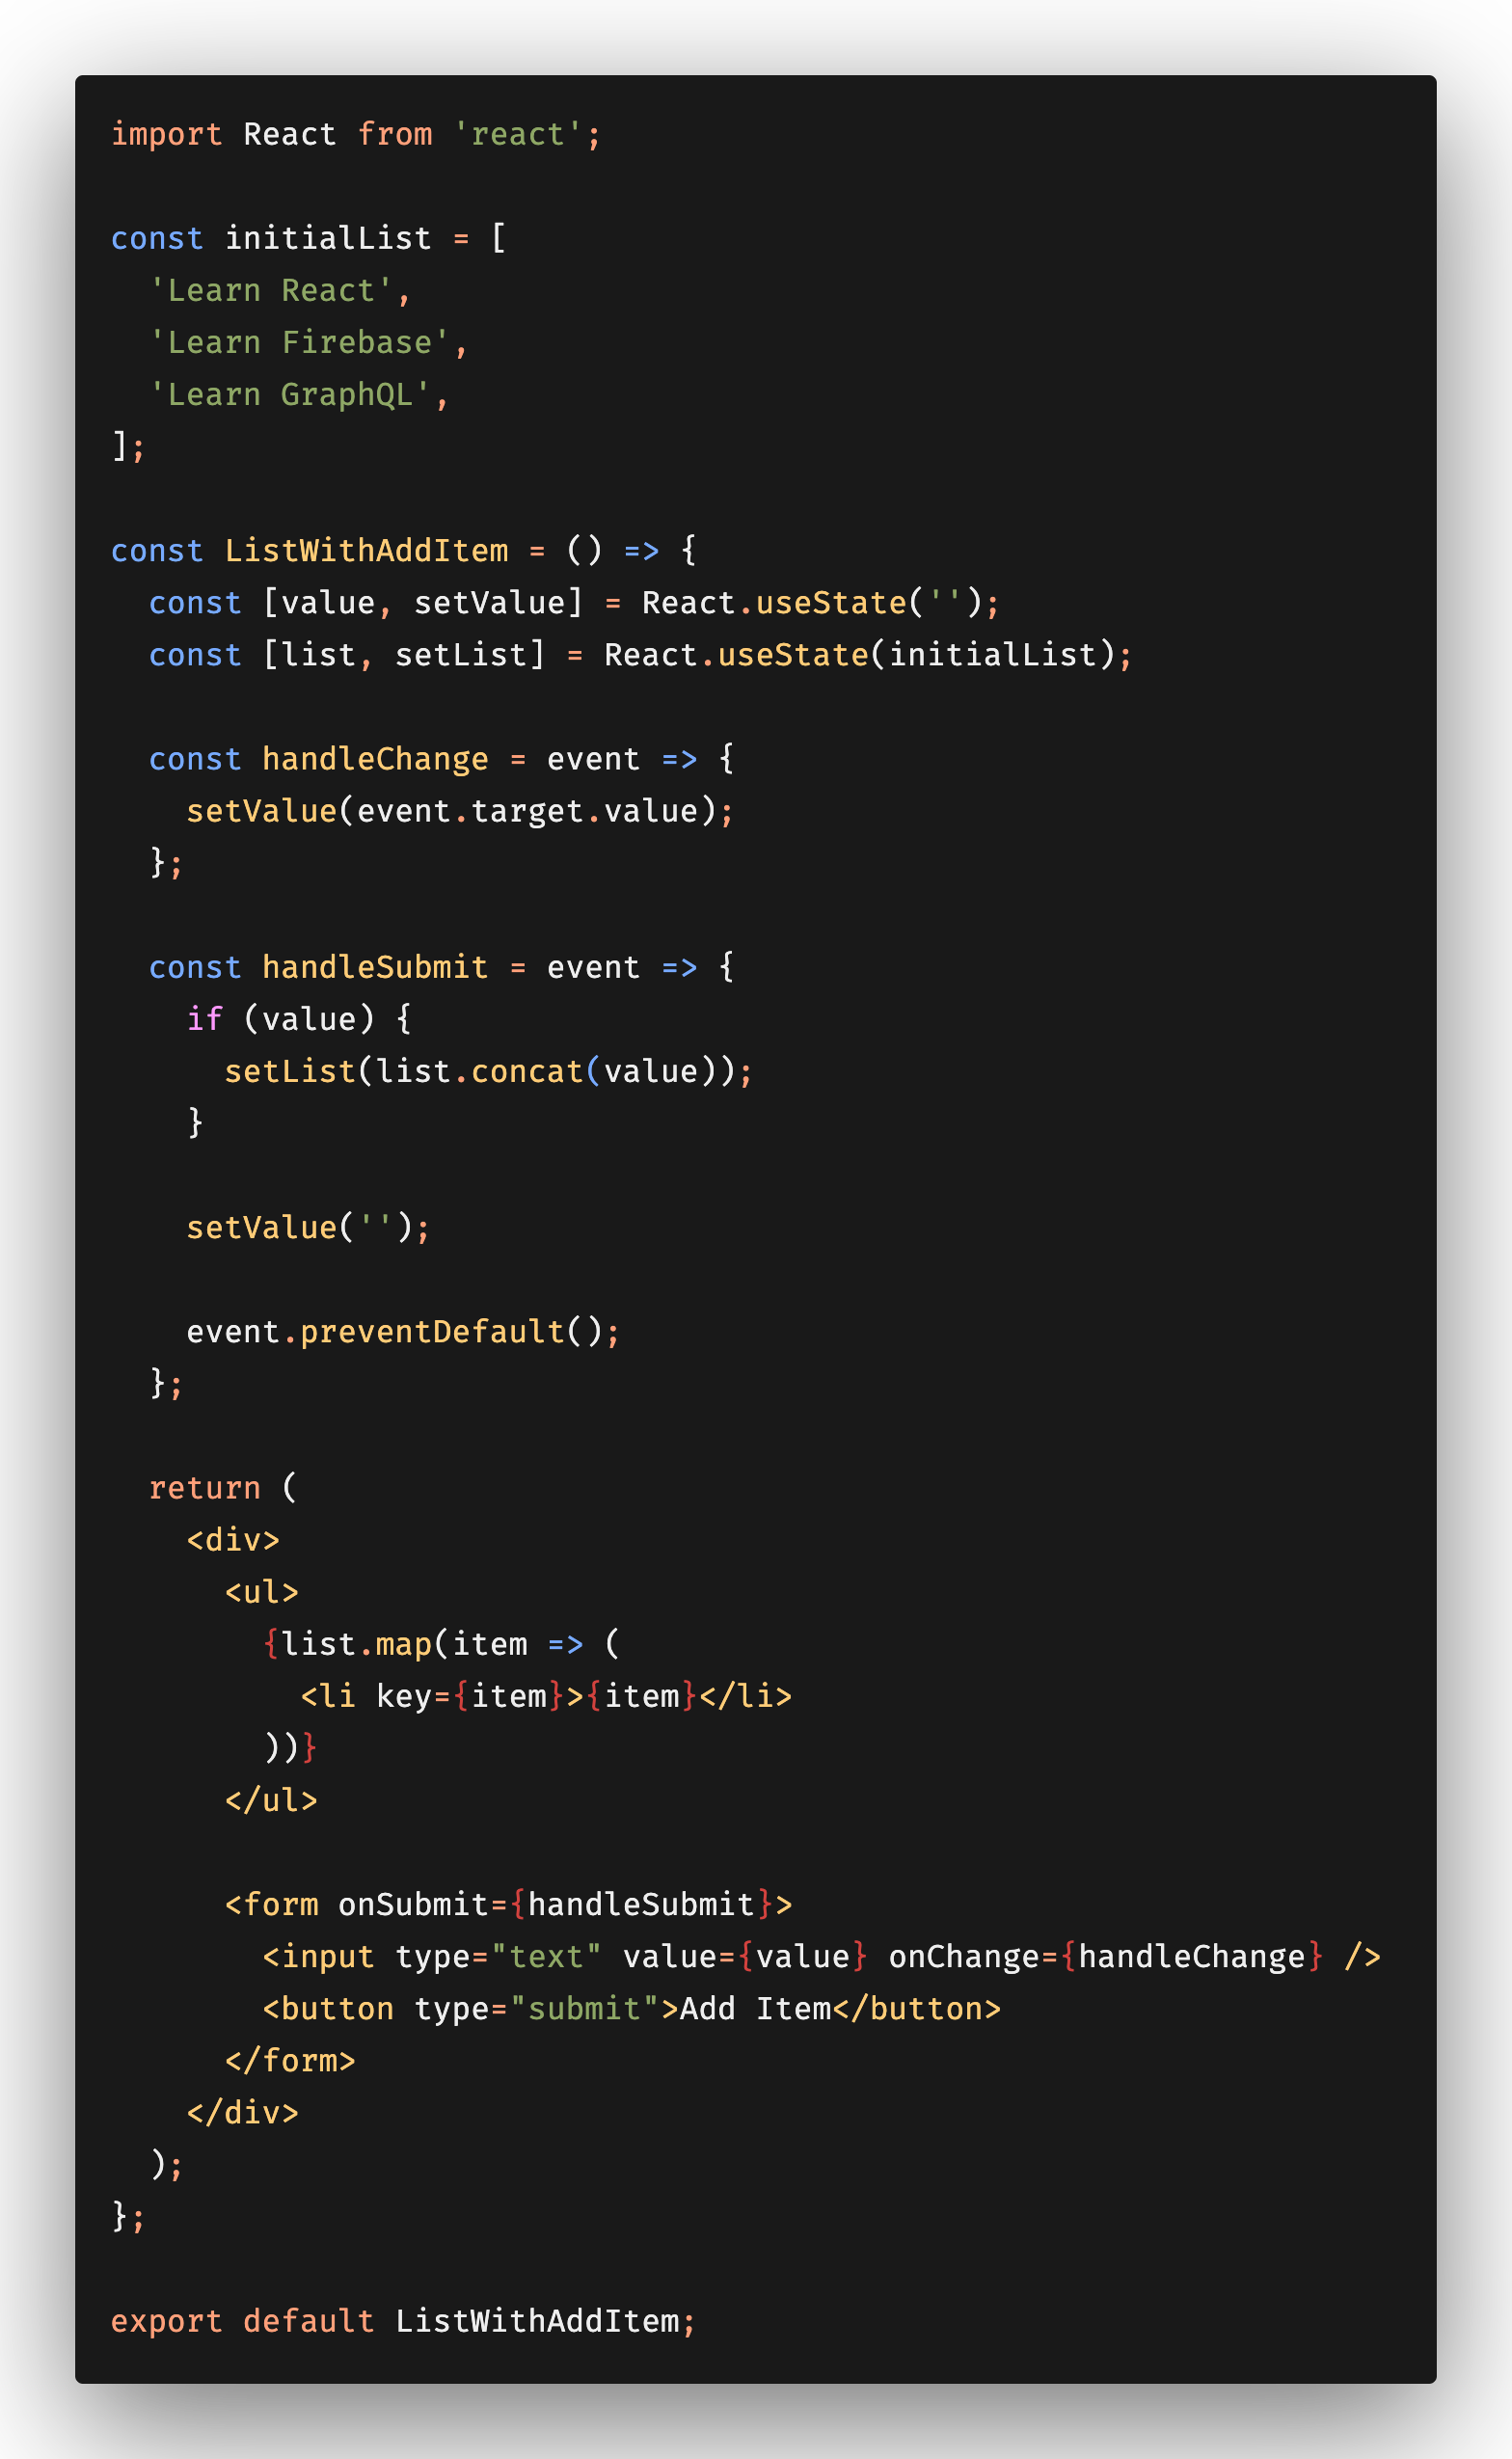 import React from 'react';

const initialList = [
  'Learn React',
  'Learn Firebase',
  'Learn GraphQL',
];

const ListWithAddItem = () => {
  const [value, setValue] = React.useState('');
  const [list, setList] = React.useState(initialList);

  const handleChange = event => {
    setValue(event.target.value);
  };

  const handleSubmit = event => {
    if (value) {
      setList(list.concat(value));
    }

    setValue('');

    event.preventDefault();
  };

  return (
    <div>
      <ul>
        {list.map(item => (
          <li key={item}>{item}</li>
        ))}
      </ul>

      <form onSubmit={handleSubmit}>
        <input type="text" value={value} onChange={handleChange} />
        <button type="submit">Add Item</button>
      </form>
    </div>
  );
};

export default ListWithAddItem;